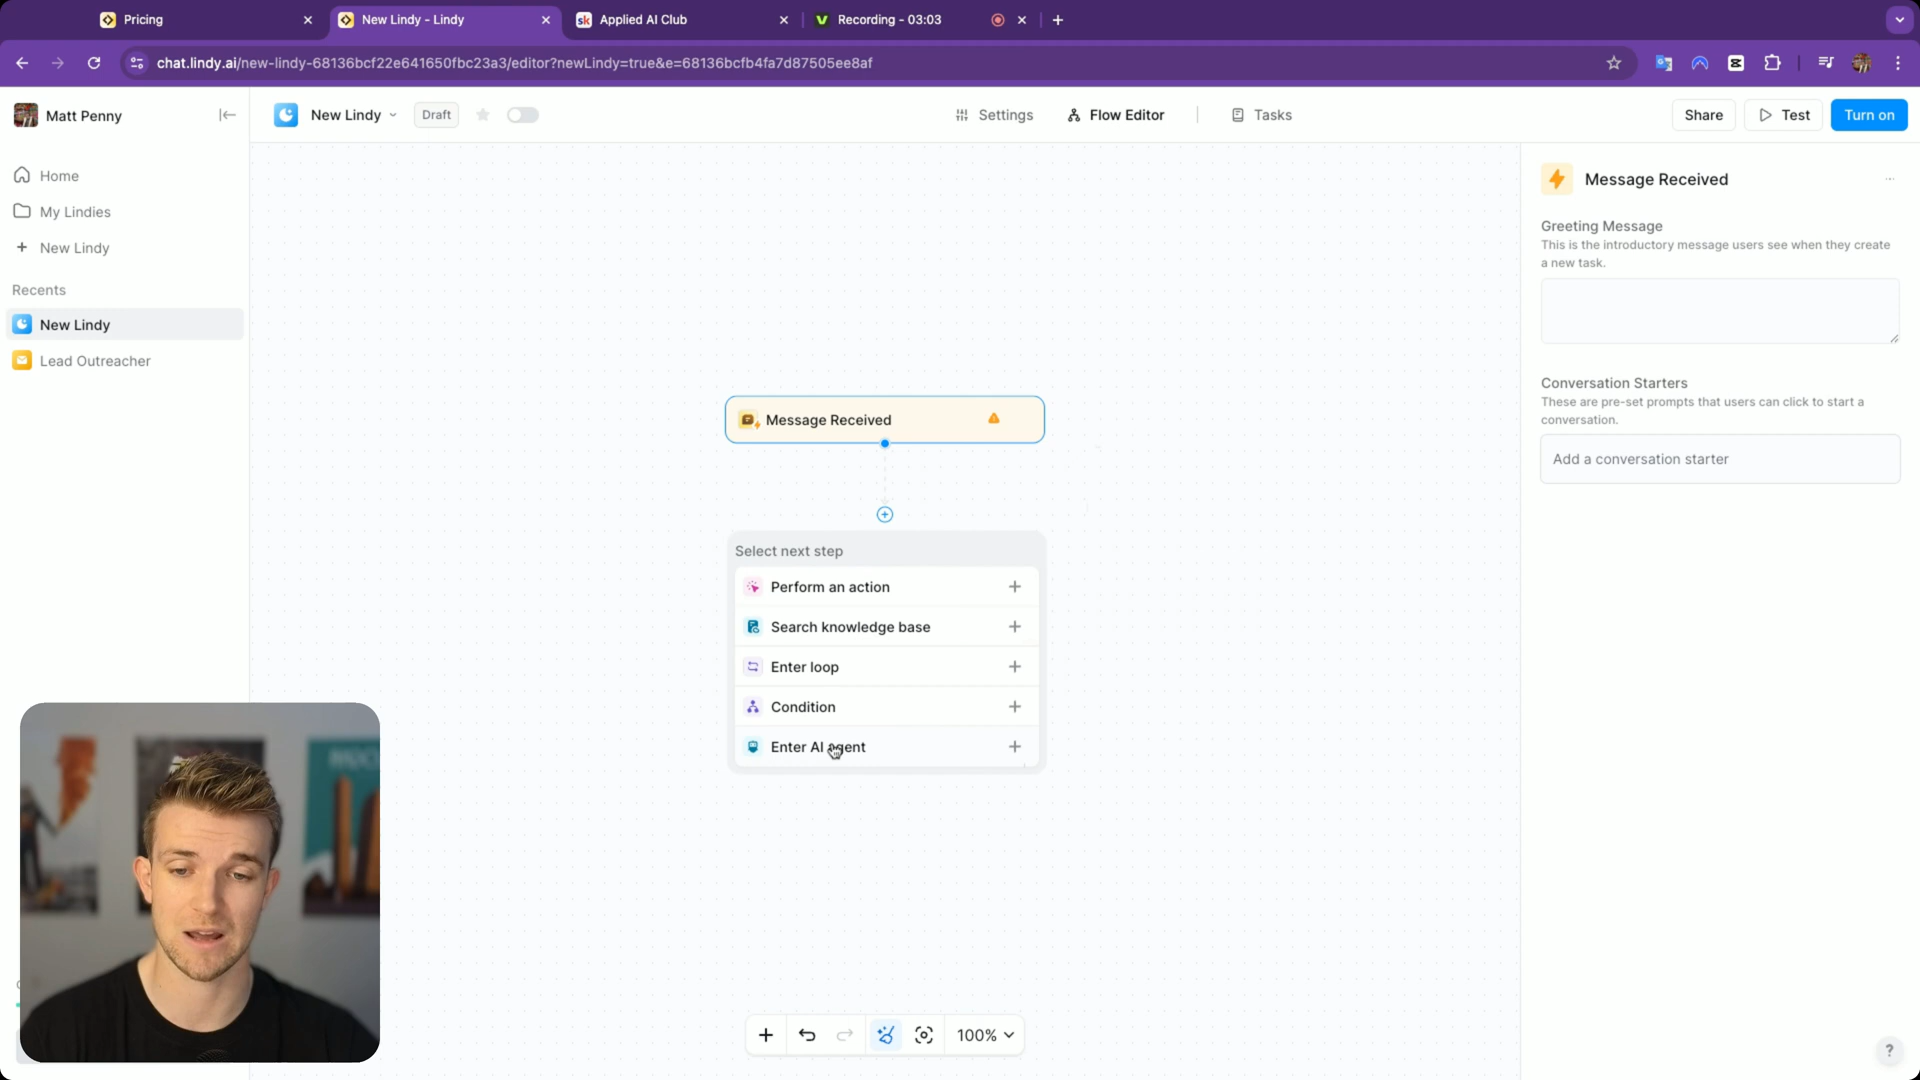 Pricing
New Lindy - Lindy
Applied AI Club
Recording - 03:03
chat.lindy.ai/new-lindy-68136bcf22e641650fbc23a3/editor?newLindy=true&e=68136bcfb4fa7d87505ee8af
Matt Penny
New Lindy
Draft
Settings
Flow Editor
Tasks
Share
Test
Turn on
Home
My Lindies
New Lindy
Recents
New Lindy
Lead Outreacher
Message Received
Select next step
Perform an action
Search knowledge base
Enter loop
Condition
Enter AI agent
100%
Message Received
Greeting Message
This is the introductory message users see when they create
a new task.
Conversation Starters
These are pre-set prompts that users can click to start a
conversation.
Add a conversation starter
?